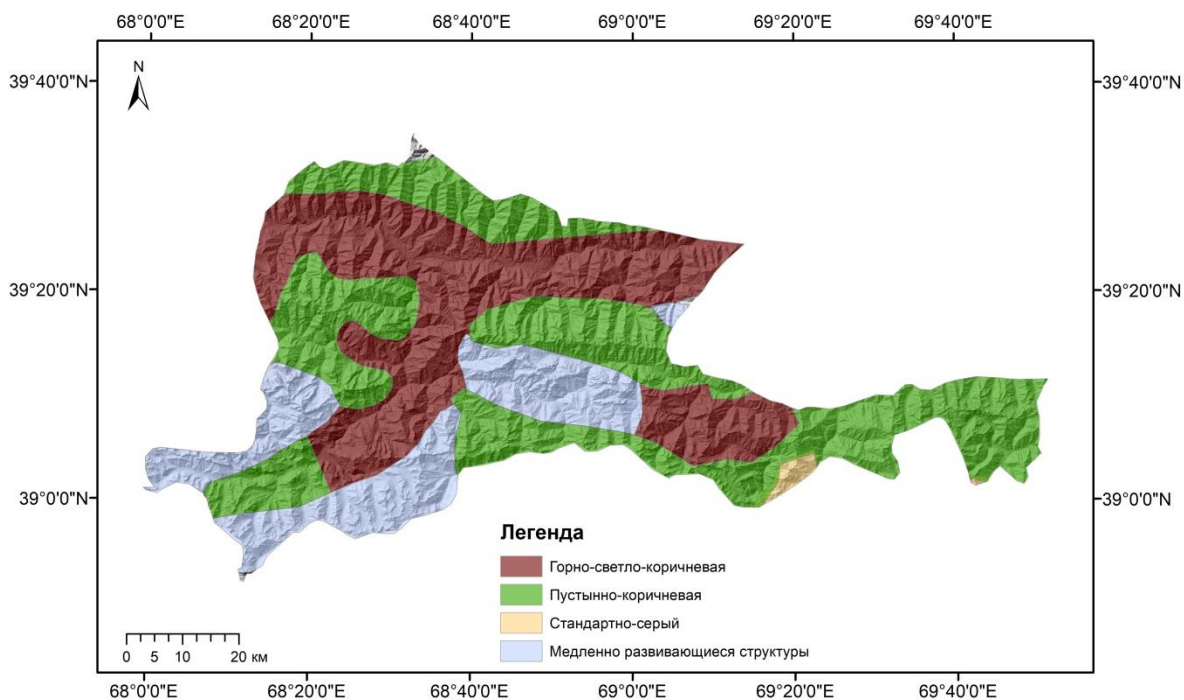 68°0'0"E 68°20'0"E 68°40'0"E 69°0'0"E 69°20'0"E 69°40'0"E
39°40'0"N 39°40'0"N
N
39°20'0"N 39°20'0"N
39°0'0"N 39°0'0"N
Легенда
Горно-светло-коричневая
Пустынно-коричневая
Стандартно-серый
Медленно развивающиеся структуры
0 5 10 20 км
68°0'0"E 68°20'0"E 68°40'0"E 69°0'0"E 69°20'0"E 69°40'0"E